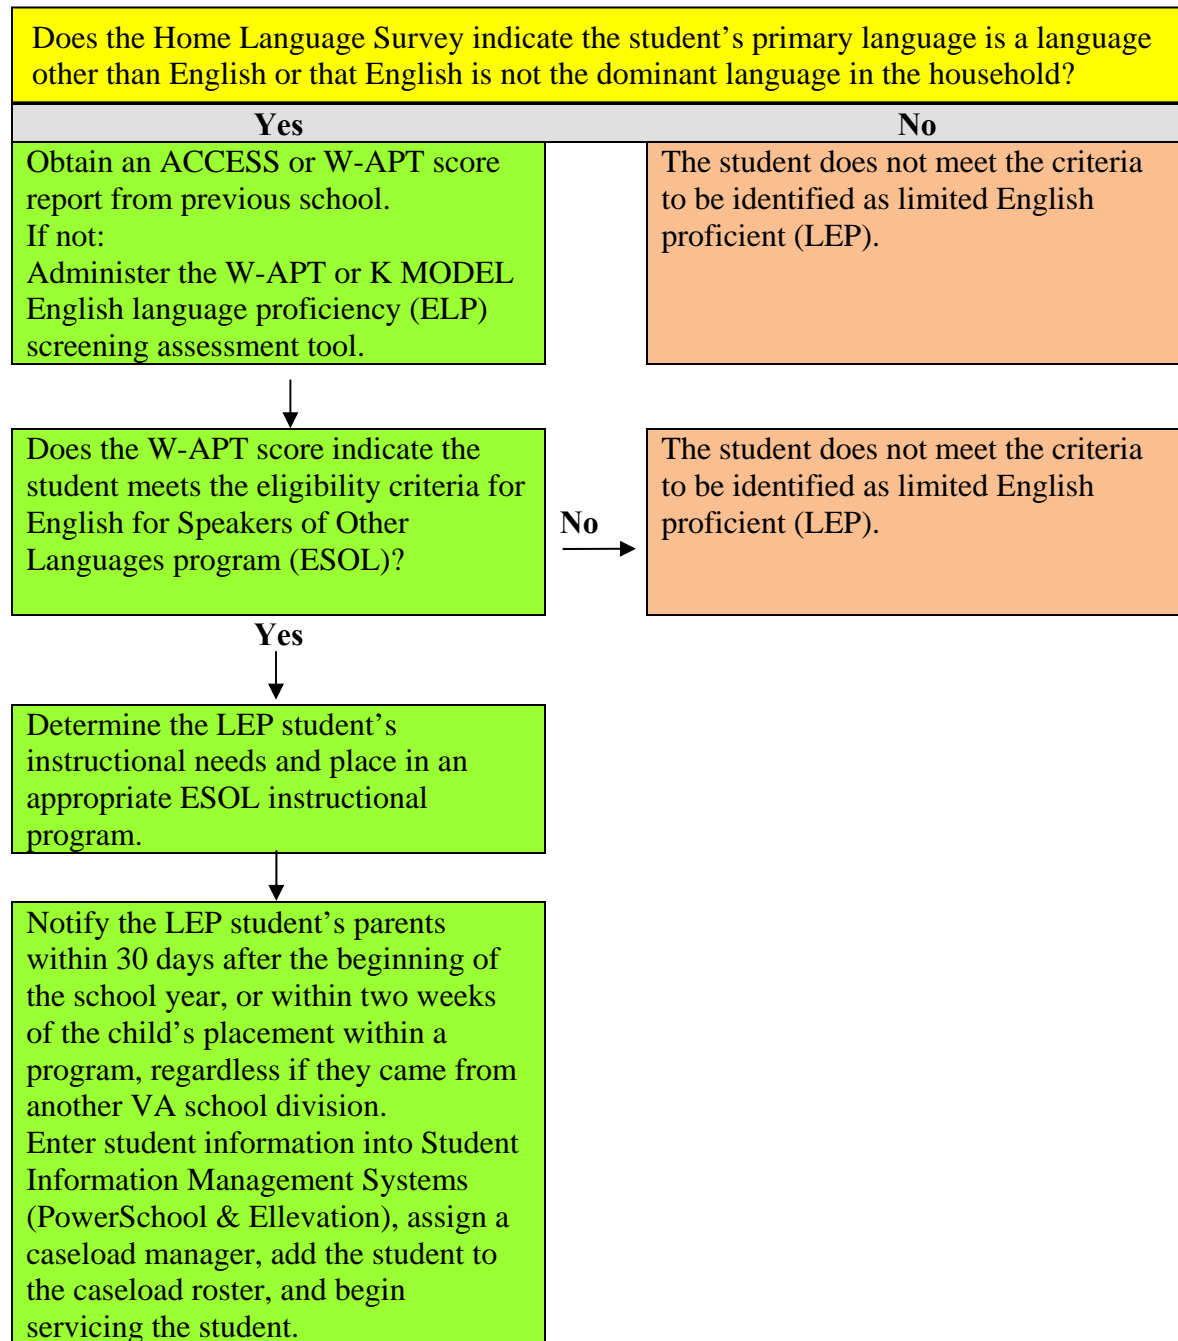 Does the Home Language Survey indicate the student’s primary language is a language
other than English or that English is not the dominant language in the household?
Yes
No
Obtain an ACCESS or W-APT score
report from previous school.
If not:
Administer the W-APT or K MODEL
English language proficiency (ELP)
screening assessment tool.
The student does not meet the criteria
to be identified as limited English
proficient (LEP).
Does the W-APT score indicate the
student meets the eligibility criteria for
English for Speakers of Other
Languages program (ESOL)?
No
The student does not meet the criteria
to be identified as limited English
proficient (LEP).
Yes
Determine the LEP student’s
instructional needs and place in an
appropriate ESOL instructional
program.
Notify the LEP student’s parents
within 30 days after the beginning of
the school year, or within two weeks
of the child’s placement within a
program, regardless if they came from
another VA school division.
Enter student information into Student
Information Management Systems
(PowerSchool & Ellevation), assign a
caseload manager, add the student to
the caseload roster, and begin
servicing the student.